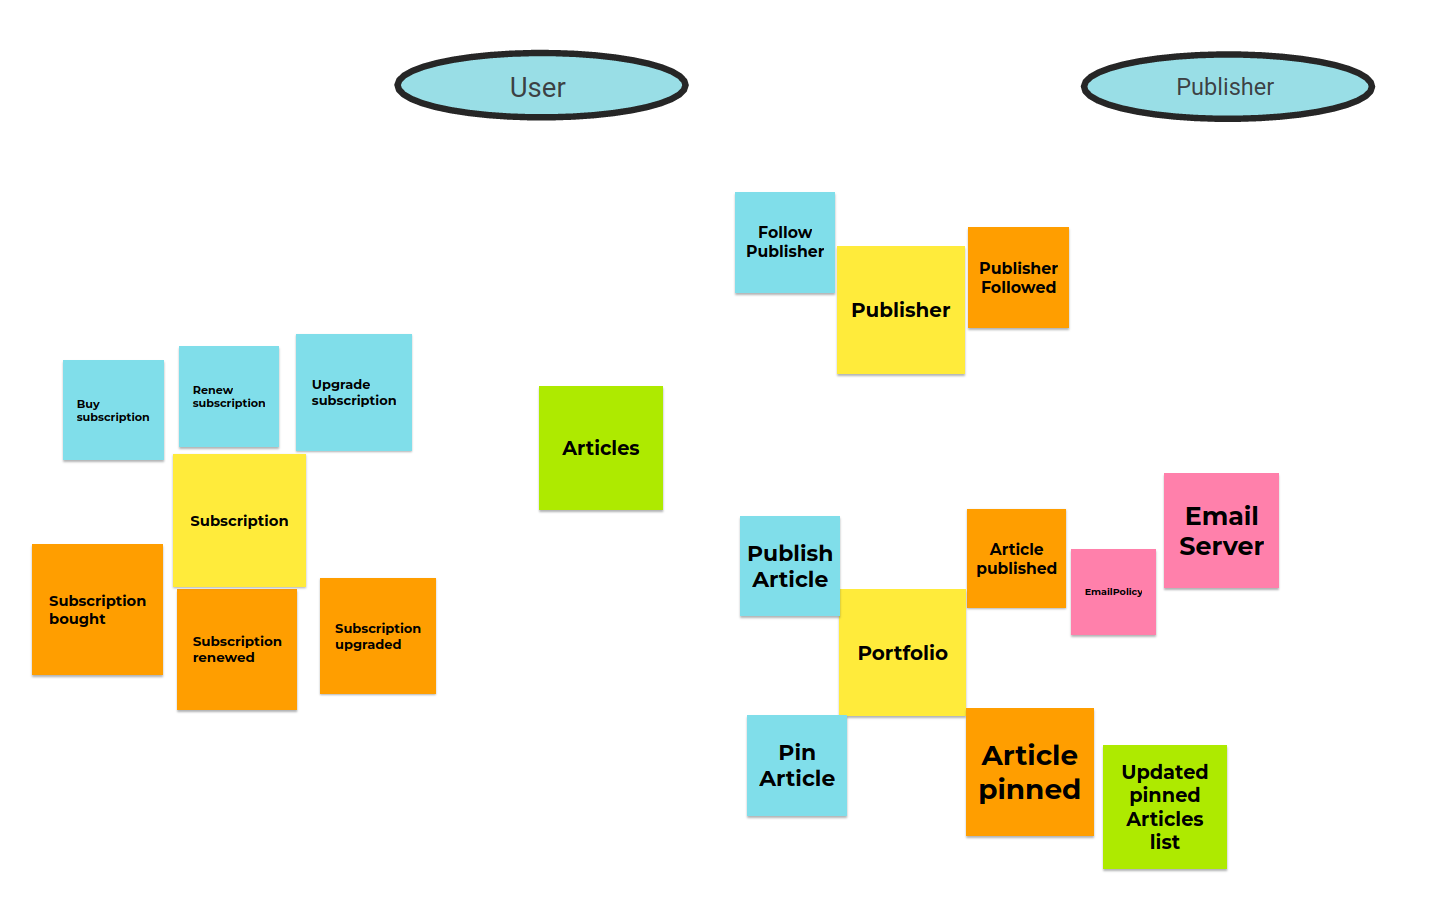 User
Publisher
Follow
Publisher
Publisher
Publisher
Followed
Buy
subscription
Renew
subscription
Upgrade
subscription
Subscription
Subscription
bought
Subscription
renewed
Subscription
upgraded
Articles
Publish
Article
Portfolio
Article
published
EmailPolicy
Email
Server
Pin
Article
Article
pinned
Updated
pinned
Articles
list